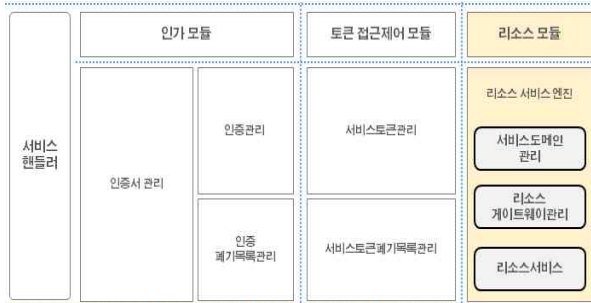 서비스
핸들러
인가 모듈
토큰 접근제어 모듈
리소스 모듈
인증서 관리
인증관리
인증
폐기목록관리
서비스토큰관리
서비스토큰폐기목록관리
리소스 서비스 엔진
서비스도메인
관리
리소스
게이트웨이관리
리소스서비스